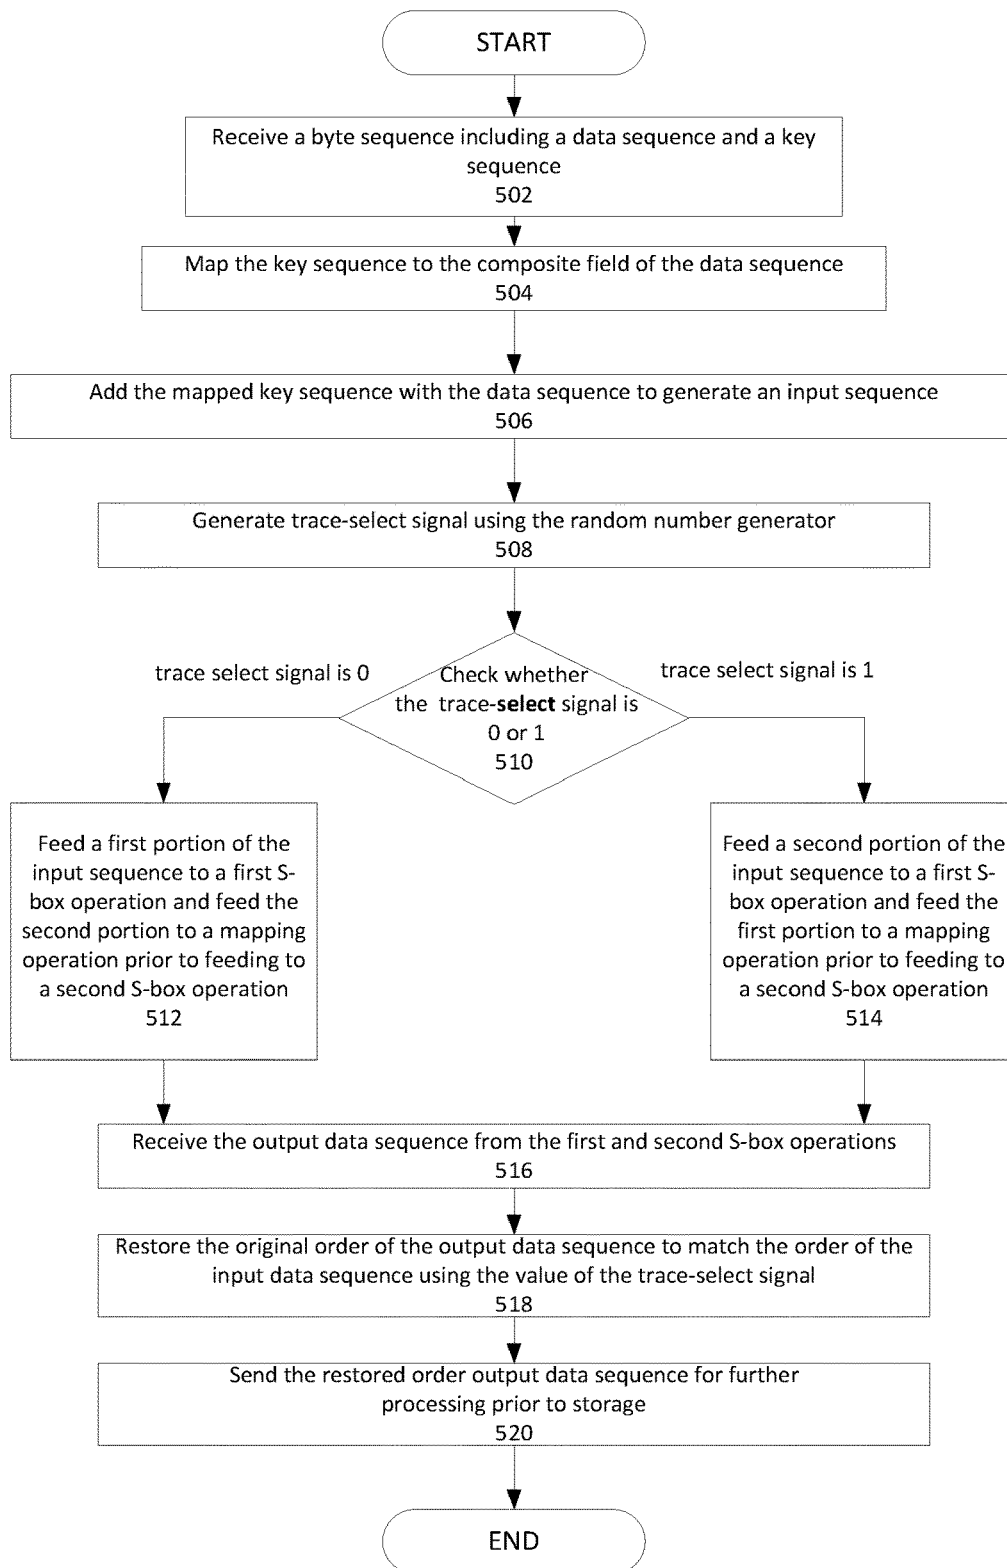 START
Receive a byte sequence including a data sequence and a key
sequence
502
Map the key sequence to the composite field of the data sequence
504
Add the mapped key sequence with the data sequence to generate an input sequence
506
Generate trace-select signal using the random number generator
508
trace select signal is 0
Check whether
the trace-select signal is
0 or 1
510
trace select signal is 1
Feed a first portion of the
input sequence to a first S-
box operation and feed the
second portion to a mapping
operation prior to feeding to
a second S-box operation
512
Feed a second portion of the
input sequence to a first S-
box operation and feed the
first portion to a mapping
operation prior to feeding to
a second S-box operation
514
Receive the output data sequence from the first and second S-box operations
516
Restore the original order of the output data sequence to match the order of the
input data sequence using the value of the trace-select signal
518
Send the restored order output data sequence for further
processing prior to storage
520
END